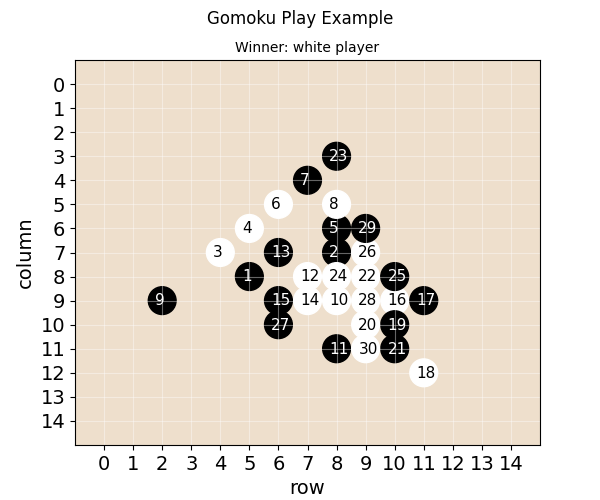 Gomoku Play Example
Winner: white player
0
1
2
3 23
4 7
5 6 8
6 4 5 29
7 3 13 2 26
8 1 12 24 22 25
9 9 15 14 10 28 16 17
10 27 20 19
11 11 30 21
12 18
13
14
column
0 1 2 3 4 5 6 7 8 9 10 11 12 13 14
row